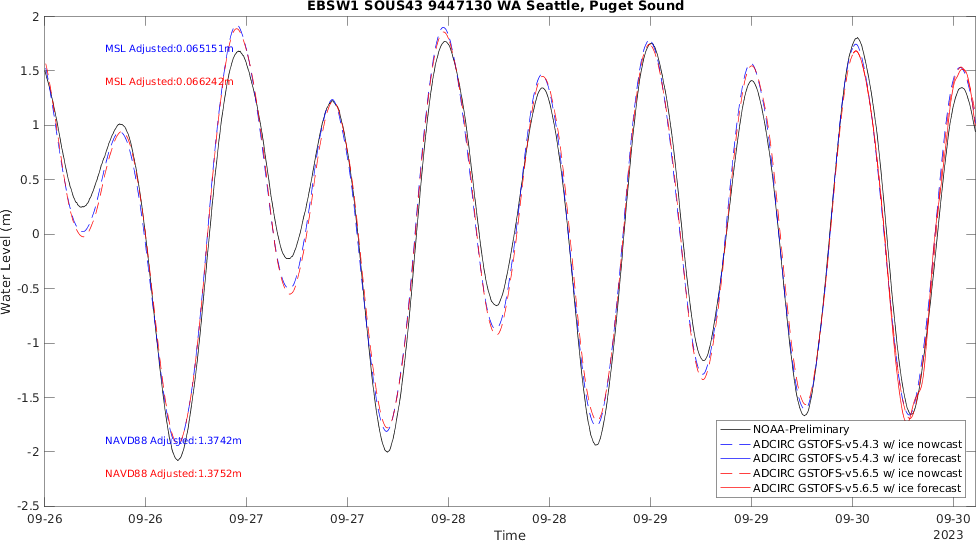 EBSW1 SOUS43 9447130 WA Seattle, Puget Sound
2
1.5
1
0.5
0
-0.5
-1
-1.5
-2
-2.5
Water Level (m)
MSL Adjusted:0.065151m
MSL Adjusted:0.066242m
NAVD88 Adjusted:1.3742m
NAVD88 Adjusted:1.3752m
NOAA-Preliminary
ADCIRC GSTOFS-v5.4.3 w/ ice nowcast
ADCIRC GSTOFS-v5.4.3 w/ ice forecast
ADCIRC GSTOFS-v5.6.5 w/ ice nowcast
ADCIRC GSTOFS-v5.6.5 w/ ice forecast
09-26 09-26 09-27 09-27 09-28 09-28 09-29 09-29 09-30 09-30
2023
Time